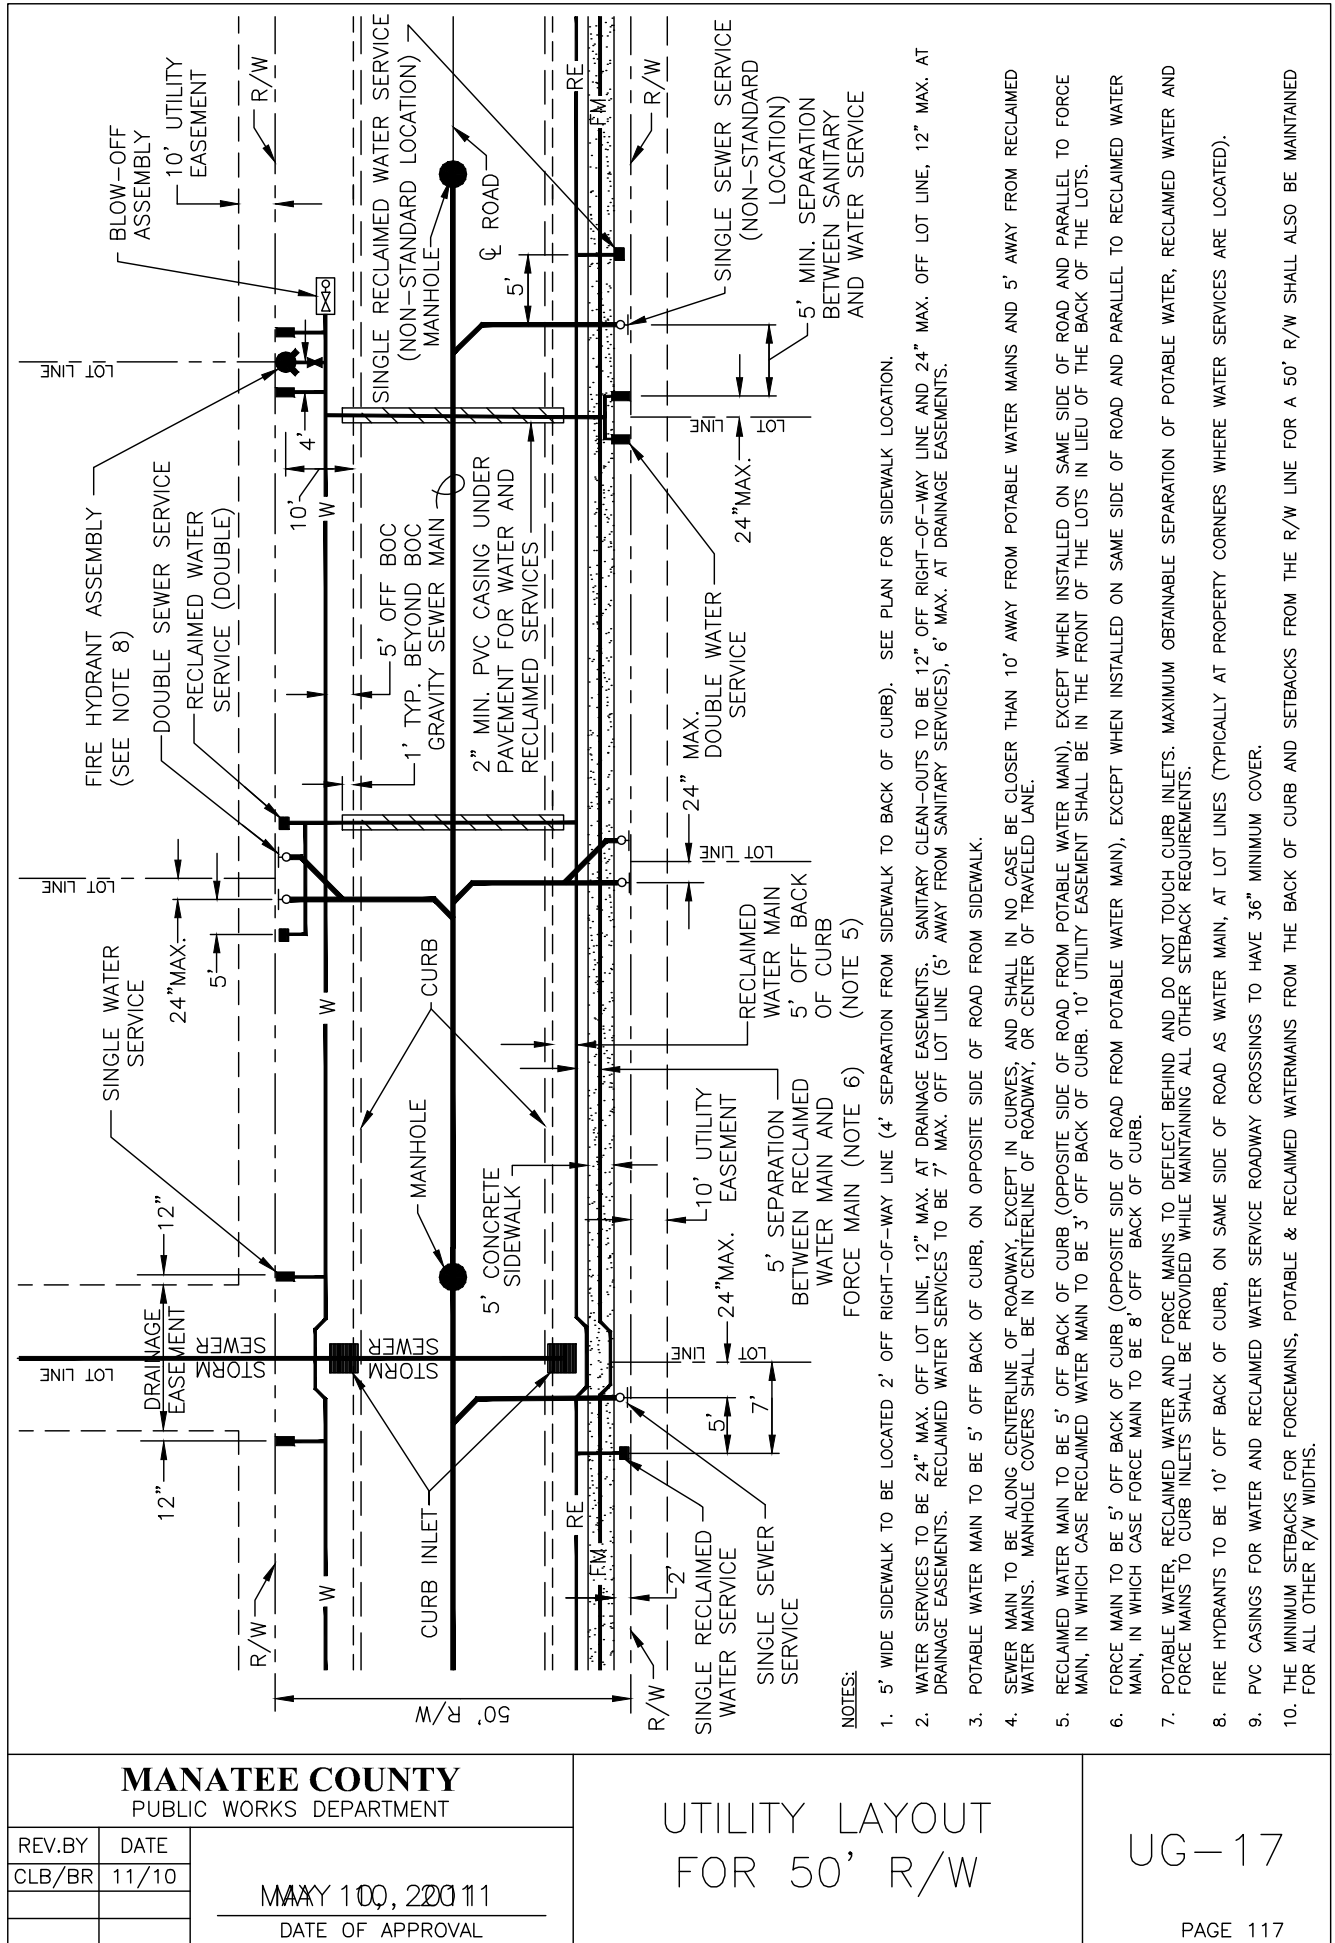 BLOW-OFF
ASSEMBLY
10' UTILITY
EASEMENT
R/W
SINGLE RECLAIMED WATER SERVICE
(NON-STANDARD LOCATION)
MANHOLE
℄ ROAD
RE
FM
R/W
SINGLE SEWER SERVICE
(NON-STANDARD
LOCATION)
5' MIN. SEPARATION
BETWEEN SANITARY
AND WATER SERVICE
5'
LOT LINE
FIRE HYDRANT ASSEMBLY
(SEE NOTE 8)
DOUBLE SEWER SERVICE
RECLAIMED WATER
SERVICE (DOUBLE)
4'
10'
W
5' OFF BOC
1' TYP. BEYOND BOC
GRAVITY SEWER MAIN
2" MIN. PVC CASING UNDER
PAVEMENT FOR WATER AND
RECLAIMED SERVICES
LOT LINE
24"MAX.
DOUBLE WATER
SERVICE
24" MAX.
LOT LINE
LOT LINE
24"MAX.
5'
SINGLE WATER
SERVICE
W
CURB
RECLAIMED
WATER MAIN
5' OFF BACK
OF CURB
(NOTE 5)
MANHOLE
5' CONCRETE
SIDEWALK
10' UTILITY
EASEMENT
5' SEPARATION
BETWEEN RECLAIMED
WATER MAIN AND
FORCE MAIN (NOTE 6)
24"MAX.
12"
DRAINAGE
EASEMENT
12"
LOT LINE
STORM
SEWER
STORM
SEWER
LOT LINE
5'
7'
CURB INLET
R/W
W
RE
FM
2'
R/W
SINGLE RECLAIMED
WATER SERVICE
SINGLE SEWER
SERVICE
50' R/W
NOTES:
1. 5' WIDE SIDEWALK TO BE LOCATED 2' OFF RIGHT-OF-WAY LINE (4' SEPARATION FROM SIDEWALK TO BACK OF CURB). SEE PLAN FOR SIDEWALK LOCATION.
2. WATER SERVICES TO BE 24" MAX. OFF LOT LINE, 12" MAX. AT DRAINAGE EASEMENTS. SANITARY CLEAN-OUTS TO BE 12" OFF RIGHT-OF-WAY LINE AND 24" MAX. OFF LOT LINE, 12" MAX. AT
DRAINAGE EASEMENTS. RECLAIMED WATER SERVICES TO BE 7' MAX. OFF LOT LINE (5' AWAY FROM SANITARY SERVICES), 6' MAX. AT DRAINAGE EASEMENTS.
3. POTABLE WATER MAIN TO BE 5' OFF BACK OF CURB, ON OPPOSITE SIDE OF ROAD FROM SIDEWALK.
4. SEWER MAIN TO BE ALONG CENTERLINE OF ROADWAY, EXCEPT IN CURVES, AND SHALL IN NO CASE BE CLOSER THAN 10' AWAY FROM POTABLE WATER MAINS AND 5' AWAY FROM RECLAIMED
WATER MAINS. MANHOLE COVERS SHALL BE IN CENTERLINE OF ROADWAY, OR CENTER OF TRAVELED LANE.
5. RECLAIMED WATER MAIN TO BE 5' OFF BACK OF CURB (OPPOSITE SIDE OF ROAD FROM POTABLE WATER MAIN), EXCEPT WHEN INSTALLED ON SAME SIDE OF ROAD AND PARALLEL TO FORCE
MAIN, IN WHICH CASE RECLAIMED WATER MAIN TO BE 3' OFF BACK OF CURB. 10' UTILITY EASEMENT SHALL BE IN THE FRONT OF THE LOTS IN LIEU OF THE BACK OF THE LOTS.
6. FORCE MAIN TO BE 5' OFF BACK OF CURB (OPPOSITE SIDE OF ROAD FROM POTABLE WATER MAIN), EXCEPT WHEN INSTALLED ON SAME SIDE OF ROAD AND PARALLEL TO RECLAIMED WATER
MAIN, IN WHICH CASE FORCE MAIN TO BE 8' OFF BACK OF CURB.
7. POTABLE WATER, RECLAIMED WATER AND FORCE MAINS TO DEFLECT BEHIND AND DO NOT TOUCH CURB INLETS. MAXIMUM OBTAINABLE SEPARATION OF POTABLE WATER, RECLAIMED WATER AND
FORCE MAINS TO CURB INLETS SHALL BE PROVIDED WHILE MAINTAINING ALL OTHER SETBACK REQUIREMENTS.
8. FIRE HYDRANTS TO BE 10' OFF BACK OF CURB, ON SAME SIDE OF ROAD AS WATER MAIN, AT LOT LINES (TYPICALLY AT PROPERTY CORNERS WHERE WATER SERVICES ARE LOCATED).
9. PVC CASINGS FOR WATER AND RECLAIMED WATER SERVICE ROADWAY CROSSINGS TO HAVE 36" MINIMUM COVER.
10. THE MINIMUM SETBACKS FOR FORCEMAINS, POTABLE & RECLAIMED WATERMAINS FROM THE BACK OF CURB AND SETBACKS FROM THE R/W LINE FOR A 50' R/W SHALL ALSO BE MAINTAINED
FOR ALL OTHER R/W WIDTHS.
MANATEE COUNTY
PUBLIC WORKS DEPARTMENT
REV.BY DATE
CLB/BR 11/10
MAY 10, 2011
DATE OF APPROVAL
UTILITY LAYOUT
FOR 50' R/W
UG-17
PAGE 117